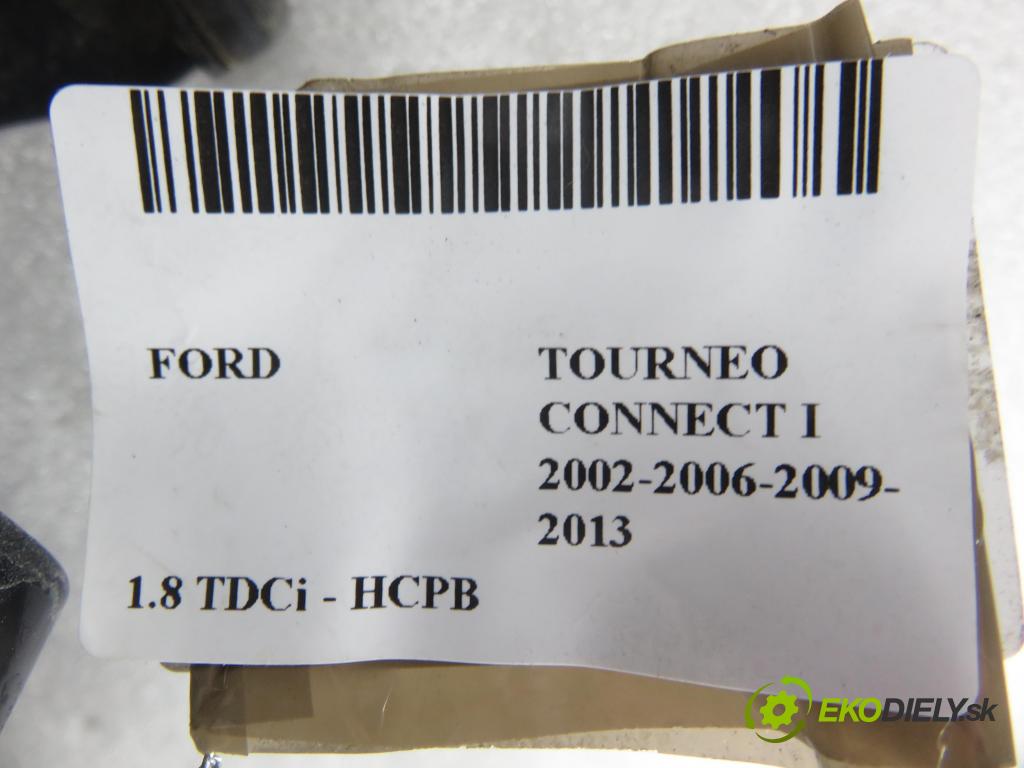 FORD
TOURNEO
CONNECT I
2002-2006-2009-
2013
1.8 TDCi - HCPB
EKODIELY.sk